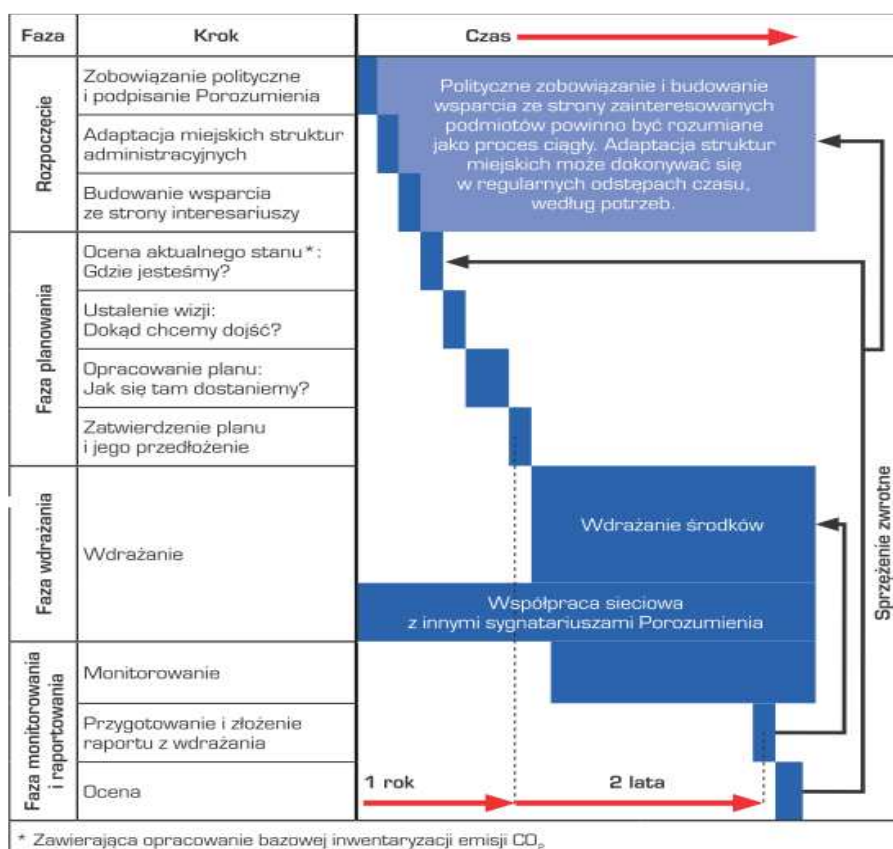 Faza
Krok
Czas
Rozpoczęcie
Zobowiązanie polityczne
i podpisanie Porozumienia
Adaptacja miejskich struktur
administracyjnych
Budowanie wsparcia
ze strony interesariuszy
Polityczne zobowiązanie i budowanie
wsparcia ze strony zainteresowanych
podmiotów powinno być rozumiane
jako proces ciągły. Adaptacja struktur
miejskich może dokonywać się
w regularnych odstępach czasu,
według potrzeb.
Faza planowania
Ocena aktualnego stanu*:
Gdzie jesteśmy?
Ustalenie wizji:
Dokąd chcemy dojść?
Opracowanie planu:
Jak się tam dostaniemy?
Zatwierdzenie planu
i jego przedłożenie
Faza wdrażania
Wdrażanie
Wdrażanie środków
Współpraca sieciowa
z innymi sygnatariuszami Porozumienia
Faza monitorowania
i raportowania
Monitorowanie
Przygotowanie i złożenie
raportu z wdrażania
Ocena
1 rok
2 lata
Sprzężenie zwrotne
* Zawierająca opracowanie bazowej inwentaryzacji emisji CO₂